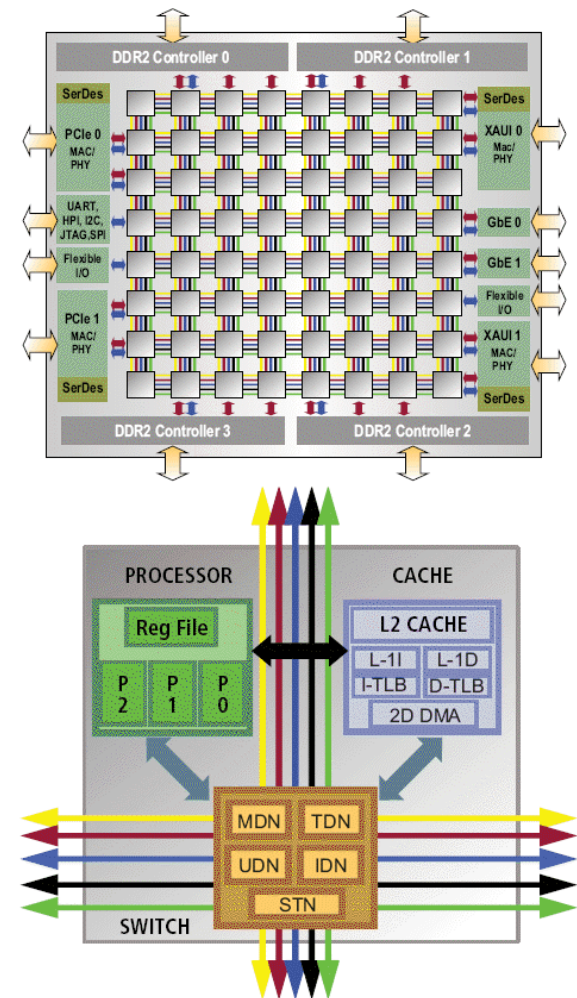 DDR2 Controller 0
DDR2 Controller 1
SerDes
PCIe 0
MAC/
PHY
UART,
HPI, I2C,
JTAG,SPI
Flexible
I/O
PCIe 1
MAC/
PHY
SerDes
SerDes
XAUI 0
Mac/
PHY
GbE 0
GbE 1
Flexible
I/O
XAUI 1
MAC/
PHY
SerDes
DDR2 Controller 3
DDR2 Controller 2
PROCESSOR
CACHE
Reg File
P
2
P
1
P
0
L2 CACHE
L-1I
L-1D
I-TLB
D-TLB
2D DMA
MDN
TDN
UDN
IDN
STN
SWITCH